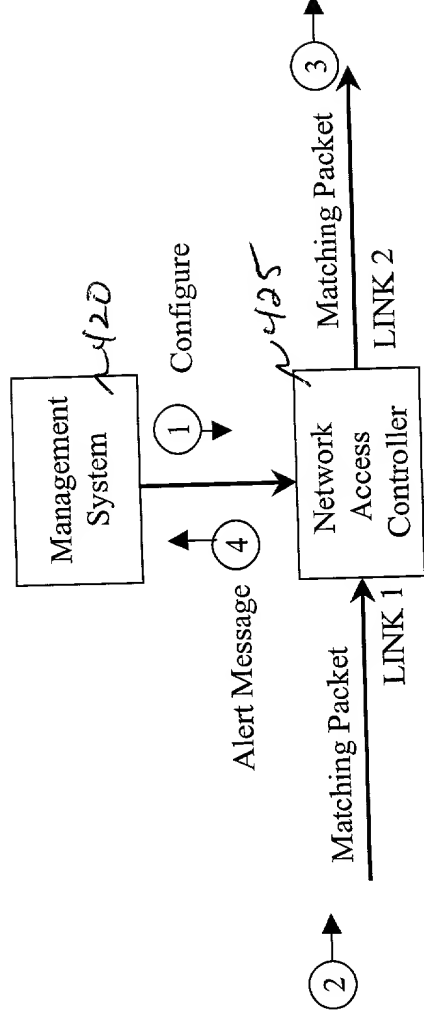 Management
System
420
1
Configure
4
Alert Message
425
Network
Access
Controller
2
Matching Packet
LINK 1
Matching Packet
LINK 2
3